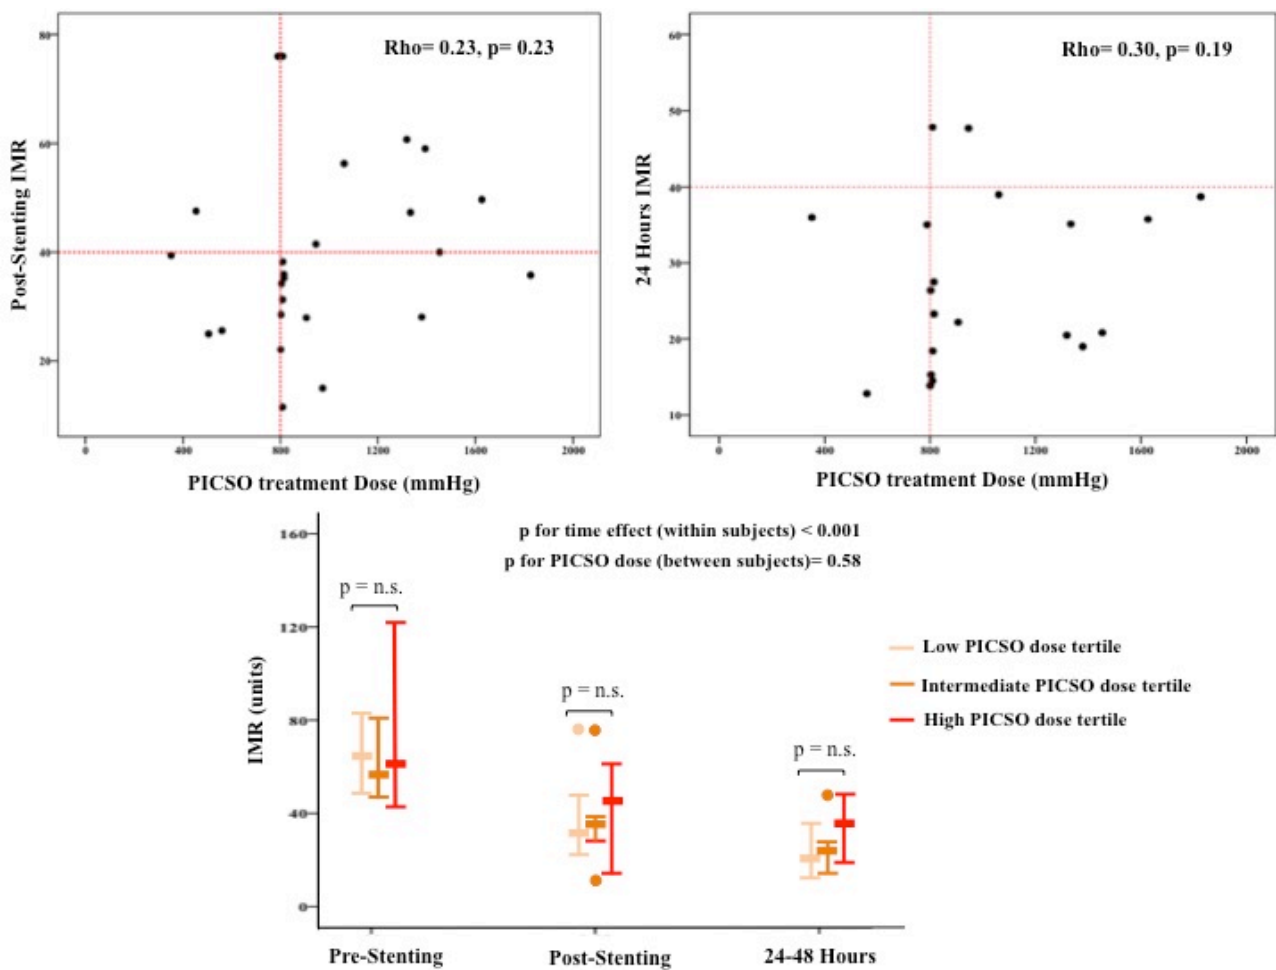 Rho= 0.23, p= 0.23
80
60
40
20
Post-Stenting IMR
0 400 800 1200 1600 2000
PICSO treatment Dose (mmHg)
Rho= 0.30, p= 0.19
60
50
40
30
20
10
24 Hours IMR
0 400 800 1200 1600 2000
PICSO treatment Dose (mmHg)
p for time effect (within subjects) < 0.001
p for PICSO dose (between subjects)= 0.58
160
120
80
40
0
IMR (units)
p = n.s.
p = n.s.
p = n.s.
Low PICSO dose tertile
Intermediate PICSO dose tertile
High PICSO dose tertile
Pre-Stenting Post-Stenting 24-48 Hours